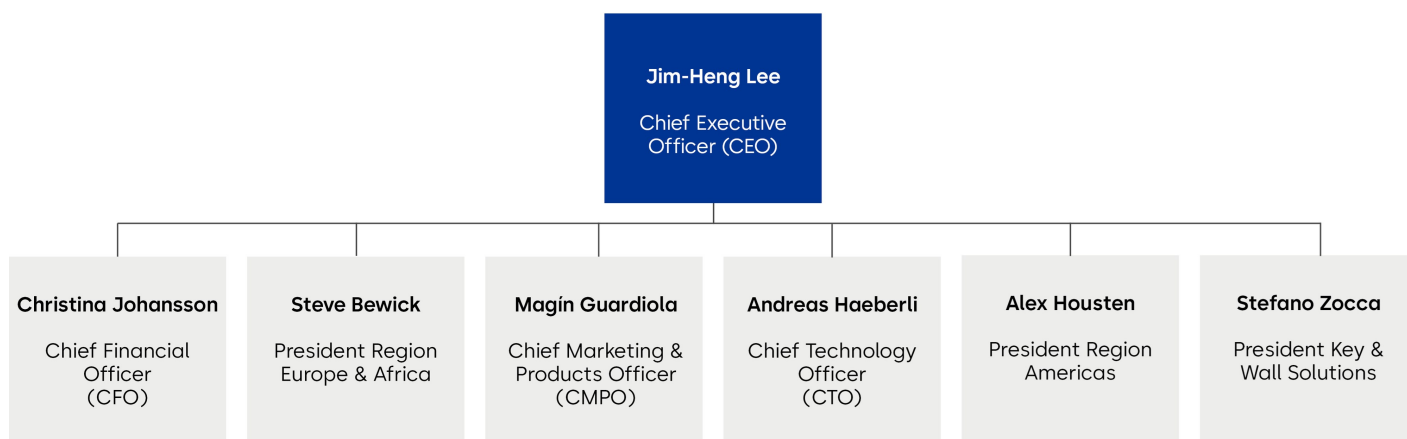 Jim-Heng Lee
Chief Executive
Officer (CEO)
Christina Johansson
Chief Financial
Officer
(CFO)
Steve Bewick
President Region
Europe & Africa
Magín Guardiola
Chief Marketing &
Products Officer
(CMPO)
Andreas Haeberli
Chief Technology
Officer
(CTO)
Alex Housten
President Region
Americas
Stefano Zocca
President Key &
Wall Solutions